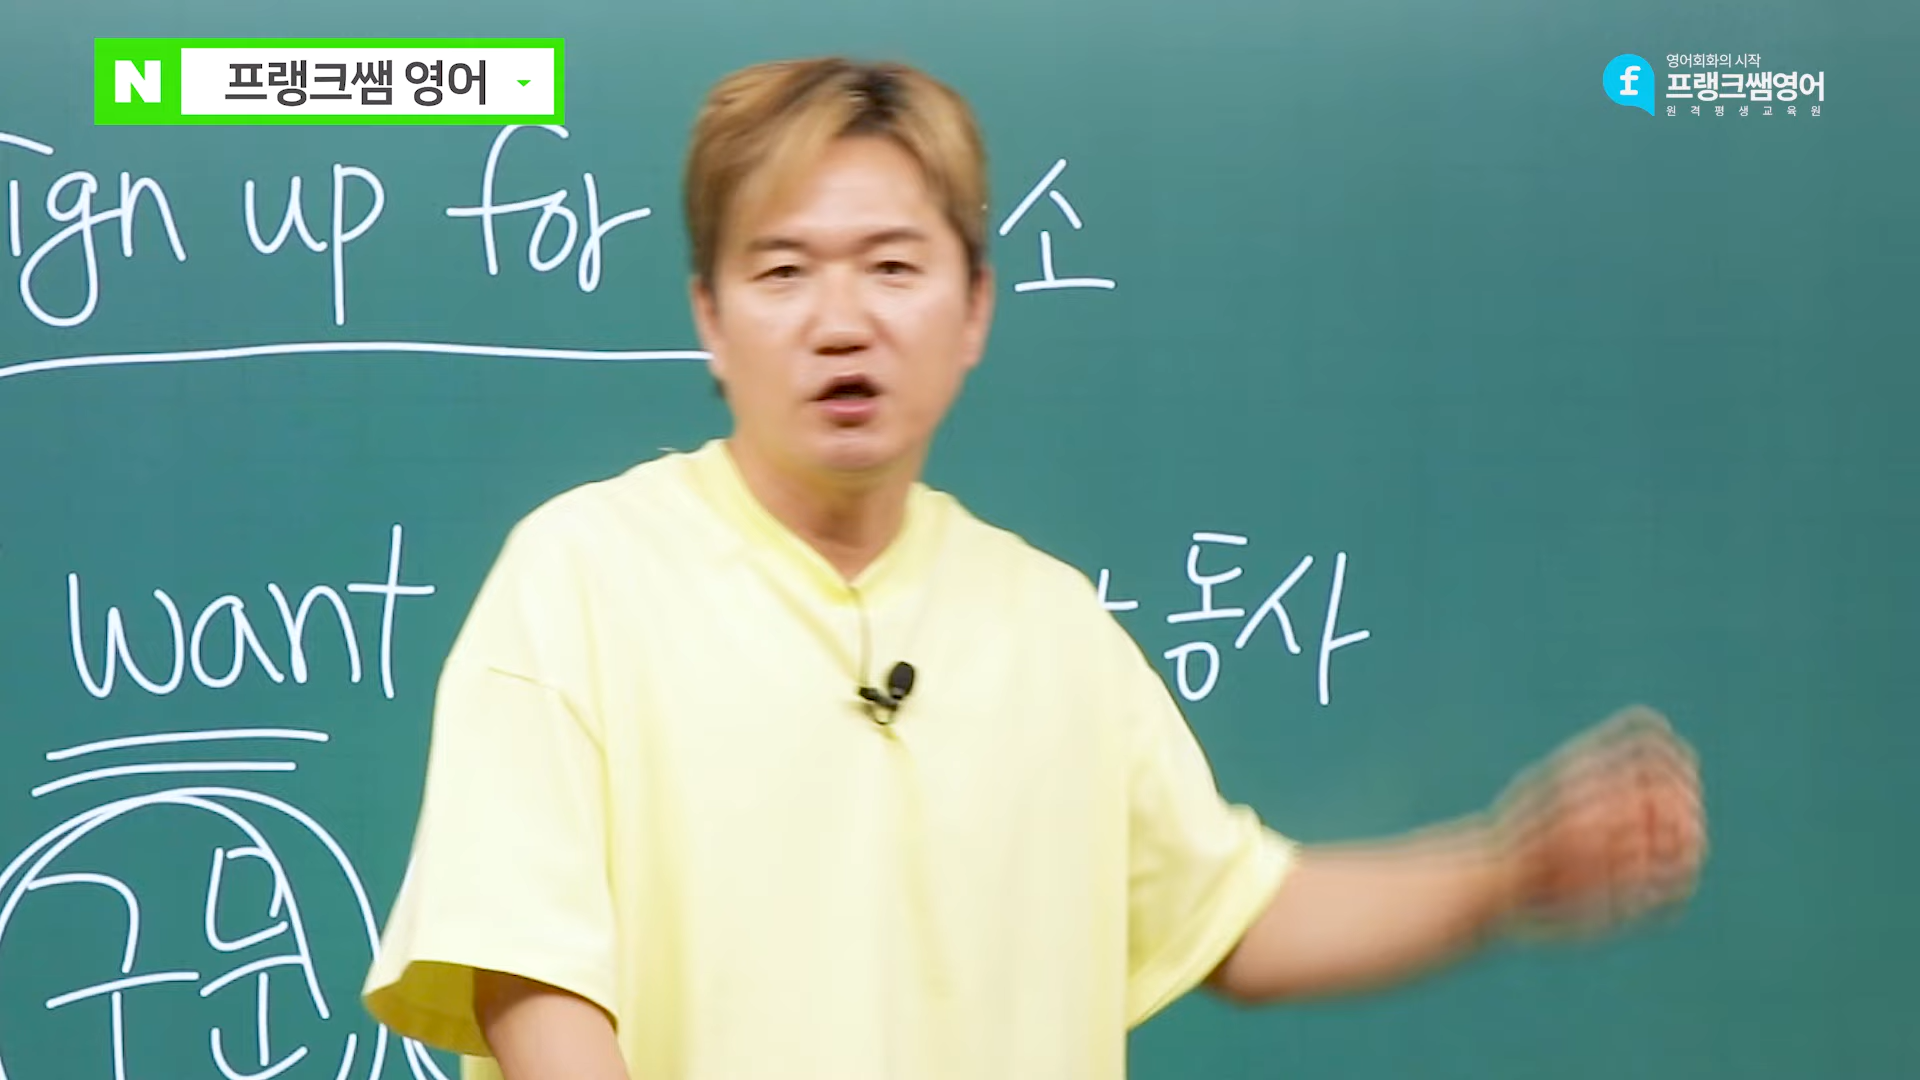 N 프랭크쌤 영어
영어회화의 시작
f 프랭크쌤영어
원격평생교육원
sign up for 소
want 동사
구문